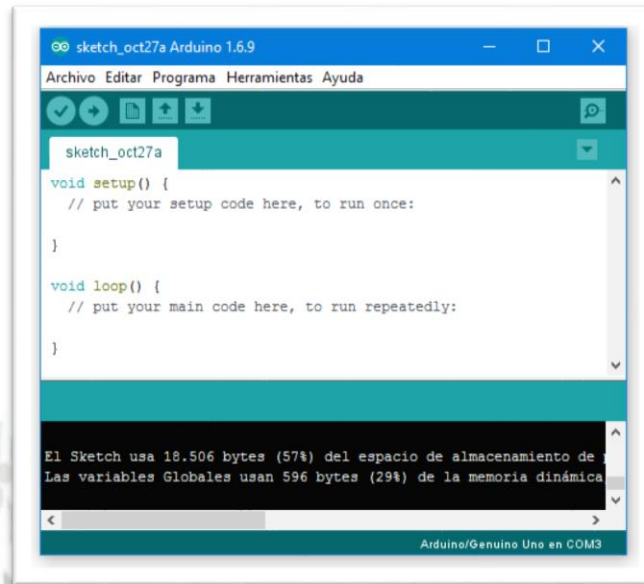 sketch_oct27a Arduino 1.6.9
Archivo Editar Programa Herramientas Ayuda
sketch_oct27a
void setup() {
// put your setup code here, to run once:
}
void loop() {
// put your main code here, to run repeatedly:
}
El Sketch usa 18.506 bytes (57%) del espacio de almacenamiento de
Las variables Globales usan 596 bytes (29%) de la memoria dinámica
Arduino/Genuino Uno en COM3